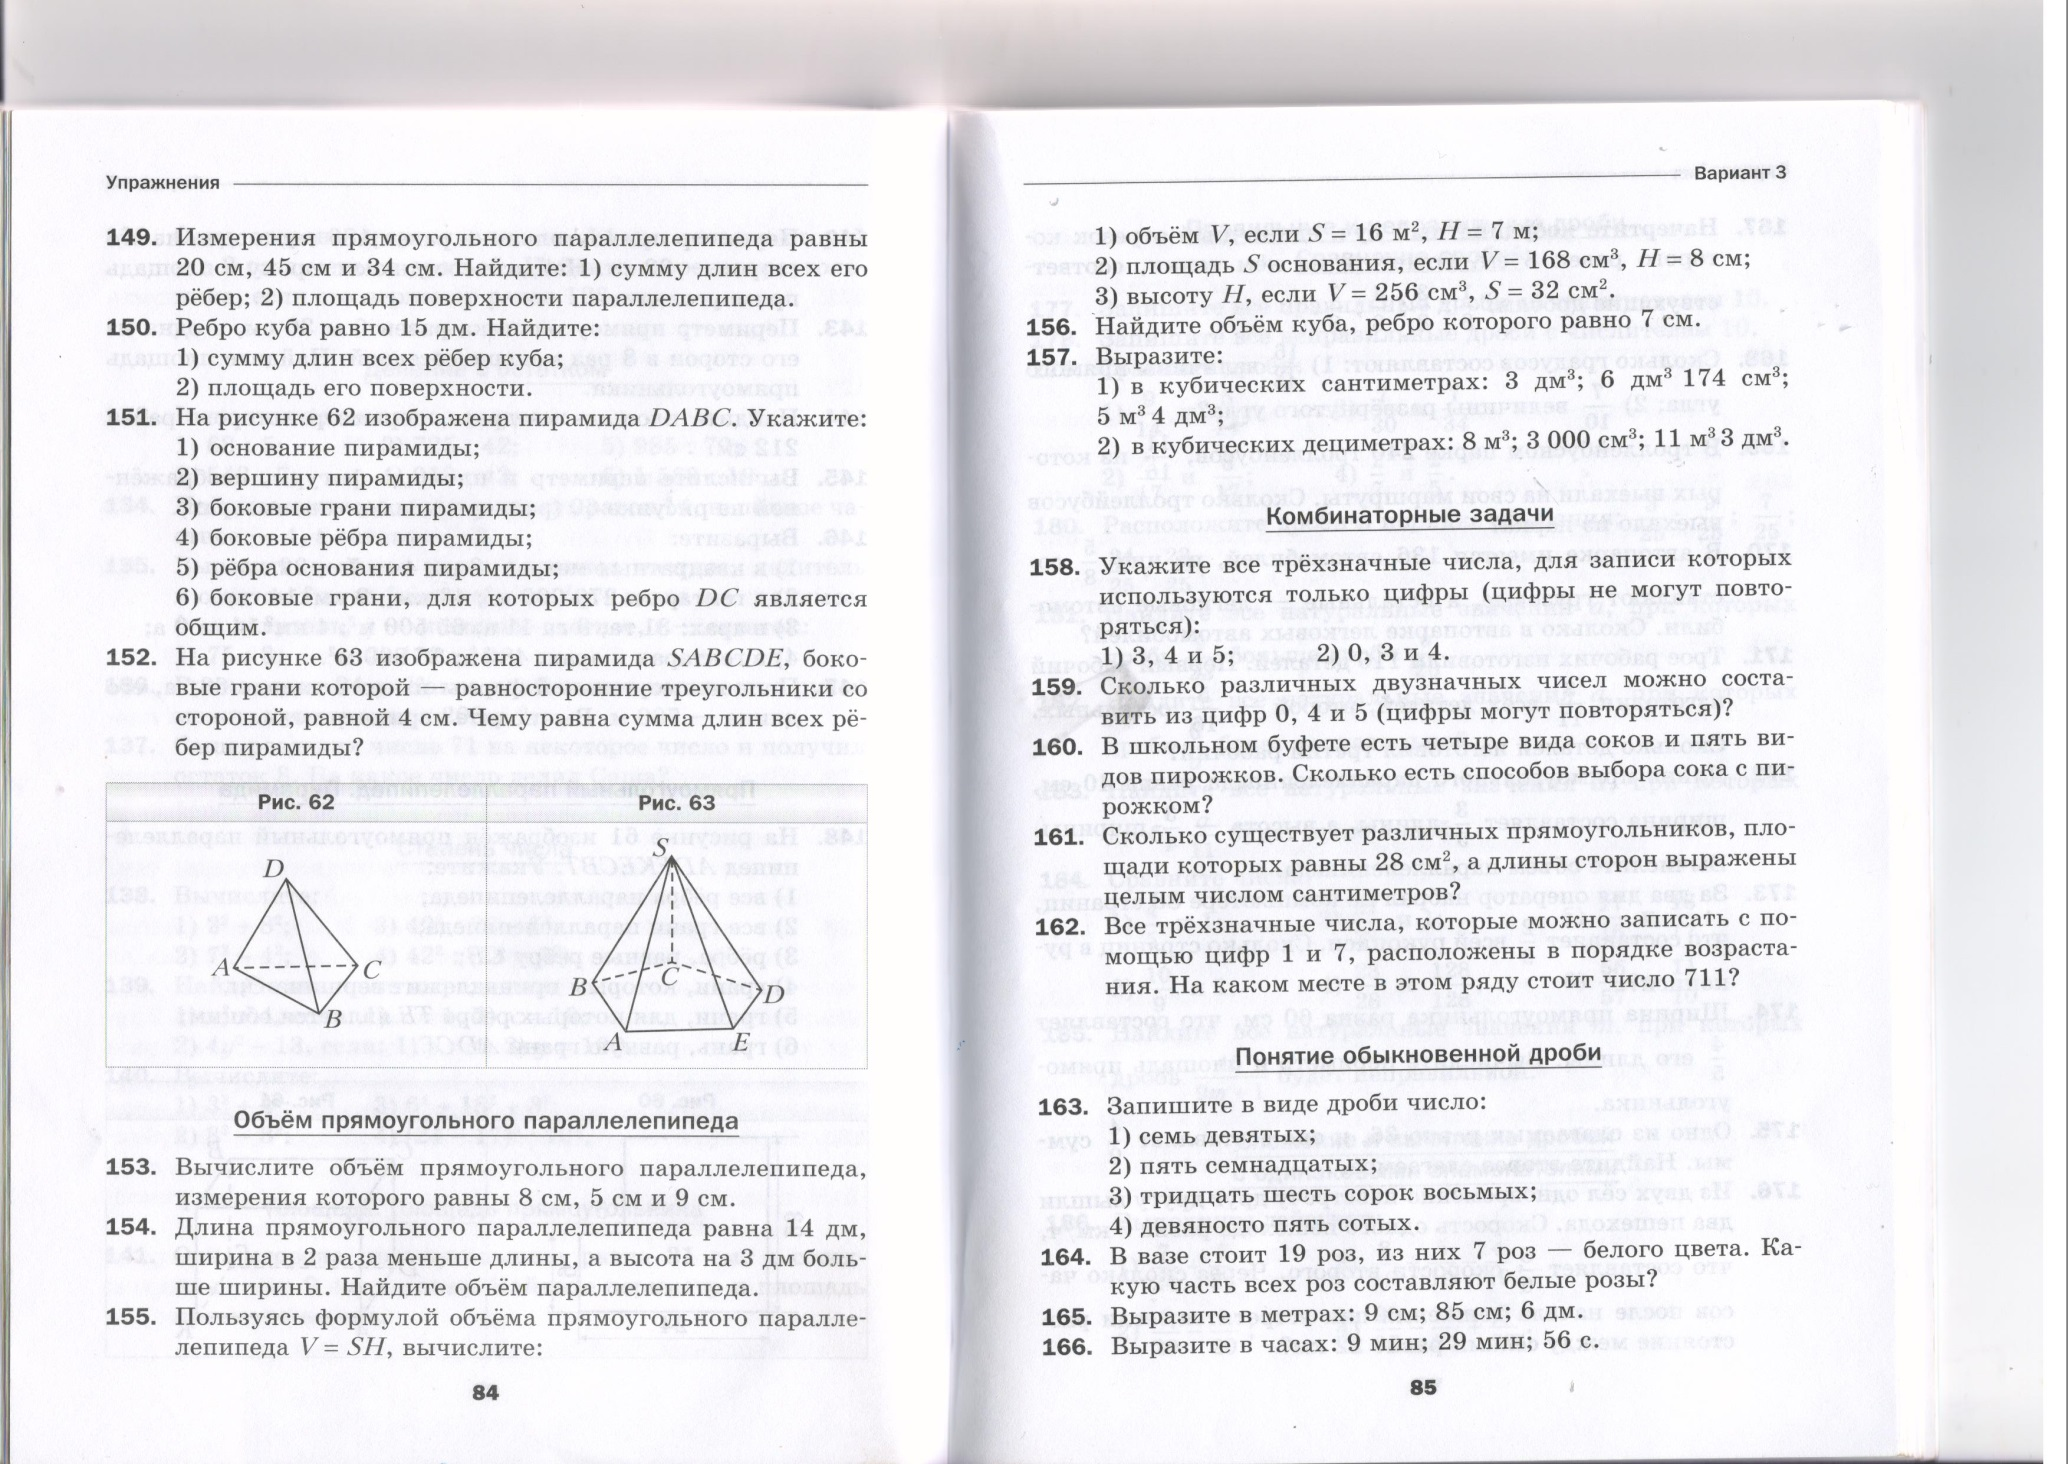 Упражнения
149. Измерения прямоугольного параллелепипеда равны
20 см, 45 см и 34 см. Найдите: 1) сумму длин всех его
рёбер; 2) площадь поверхности параллелепипеда.
150. Ребро куба равно 15 дм. Найдите:
1) сумму длин всех рёбер куба;
2) площадь его поверхности.
151. На рисунке 62 изображена пирамида DABC. Укажите:
1) основание пирамиды;
2) вершину пирамиды;
3) боковые грани пирамиды;
4) боковые рёбра пирамиды;
5) рёбра основания пирамиды;
6) боковые грани, для которых ребро DC является
общим.
152. На рисунке 63 изображена пирамида SABCDE, боко-
вые грани которой — равносторонние треугольники со
стороной, равной 4 см. Чему равна сумма длин всех рё-
бер пирамиды?
Рис. 62
Рис. 63
D
A
C
B
S
B
C
D
A
E
Объём прямоугольного параллелепипеда
153. Вычислите объём прямоугольного параллелепипеда,
измерения которого равны 8 см, 5 см и 9 см.
154. Длина прямоугольного параллелепипеда равна 14 дм,
ширина в 2 раза меньше длины, а высота на 3 дм боль-
ше ширины. Найдите объём параллелепипеда.
155. Пользуясь формулой объёма прямоугольного паралле-
лепипеда V = SH, вычислите:
84
Вариант 3
1) объём V, если S = 16 м², H = 7 м;
2) площадь S основания, если V = 168 см³, H = 8 см;
3) высоту H, если V = 256 см³, S = 32 см².
156. Найдите объём куба, ребро которого равно 7 см.
157. Выразите:
1) в кубических сантиметрах: 3 дм³; 6 дм³ 174 см³;
5 м³ 4 дм³;
2) в кубических дециметрах: 8 м³; 3 000 см³; 11 м³ 3 дм³.
Комбинаторные задачи
158. Укажите все трёхзначные числа, для записи которых
используются только цифры (цифры не могут повто-
ряться):
1) 3, 4 и 5; 2) 0, 3 и 4.
159. Сколько различных двузначных чисел можно соста-
вить из цифр 0, 4 и 5 (цифры могут повторяться)?
160. В школьном буфете есть четыре вида соков и пять ви-
дов пирожков. Сколько есть способов выбора сока с пи-
рожком?
161. Сколько существует различных прямоугольников, пло-
щади которых равны 28 см², а длины сторон выражены
целым числом сантиметров?
162. Все трёхзначные числа, которые можно записать с по-
мощью цифр 1 и 7, расположены в порядке возраста-
ния. На каком месте в этом ряду стоит число 711?
Понятие обыкновенной дроби
163. Запишите в виде дроби число:
1) семь девятых;
2) пять семнадцатых;
3) тридцать шесть сорок восьмых;
4) девяносто пять сотых.
164. В вазе стоит 19 роз, из них 7 роз — белого цвета. Ка-
кую часть всех роз составляют белые розы?
165. Выразите в метрах: 9 см; 85 см; 6 дм.
166. Выразите в часах: 9 мин; 29 мин; 56 с.
85